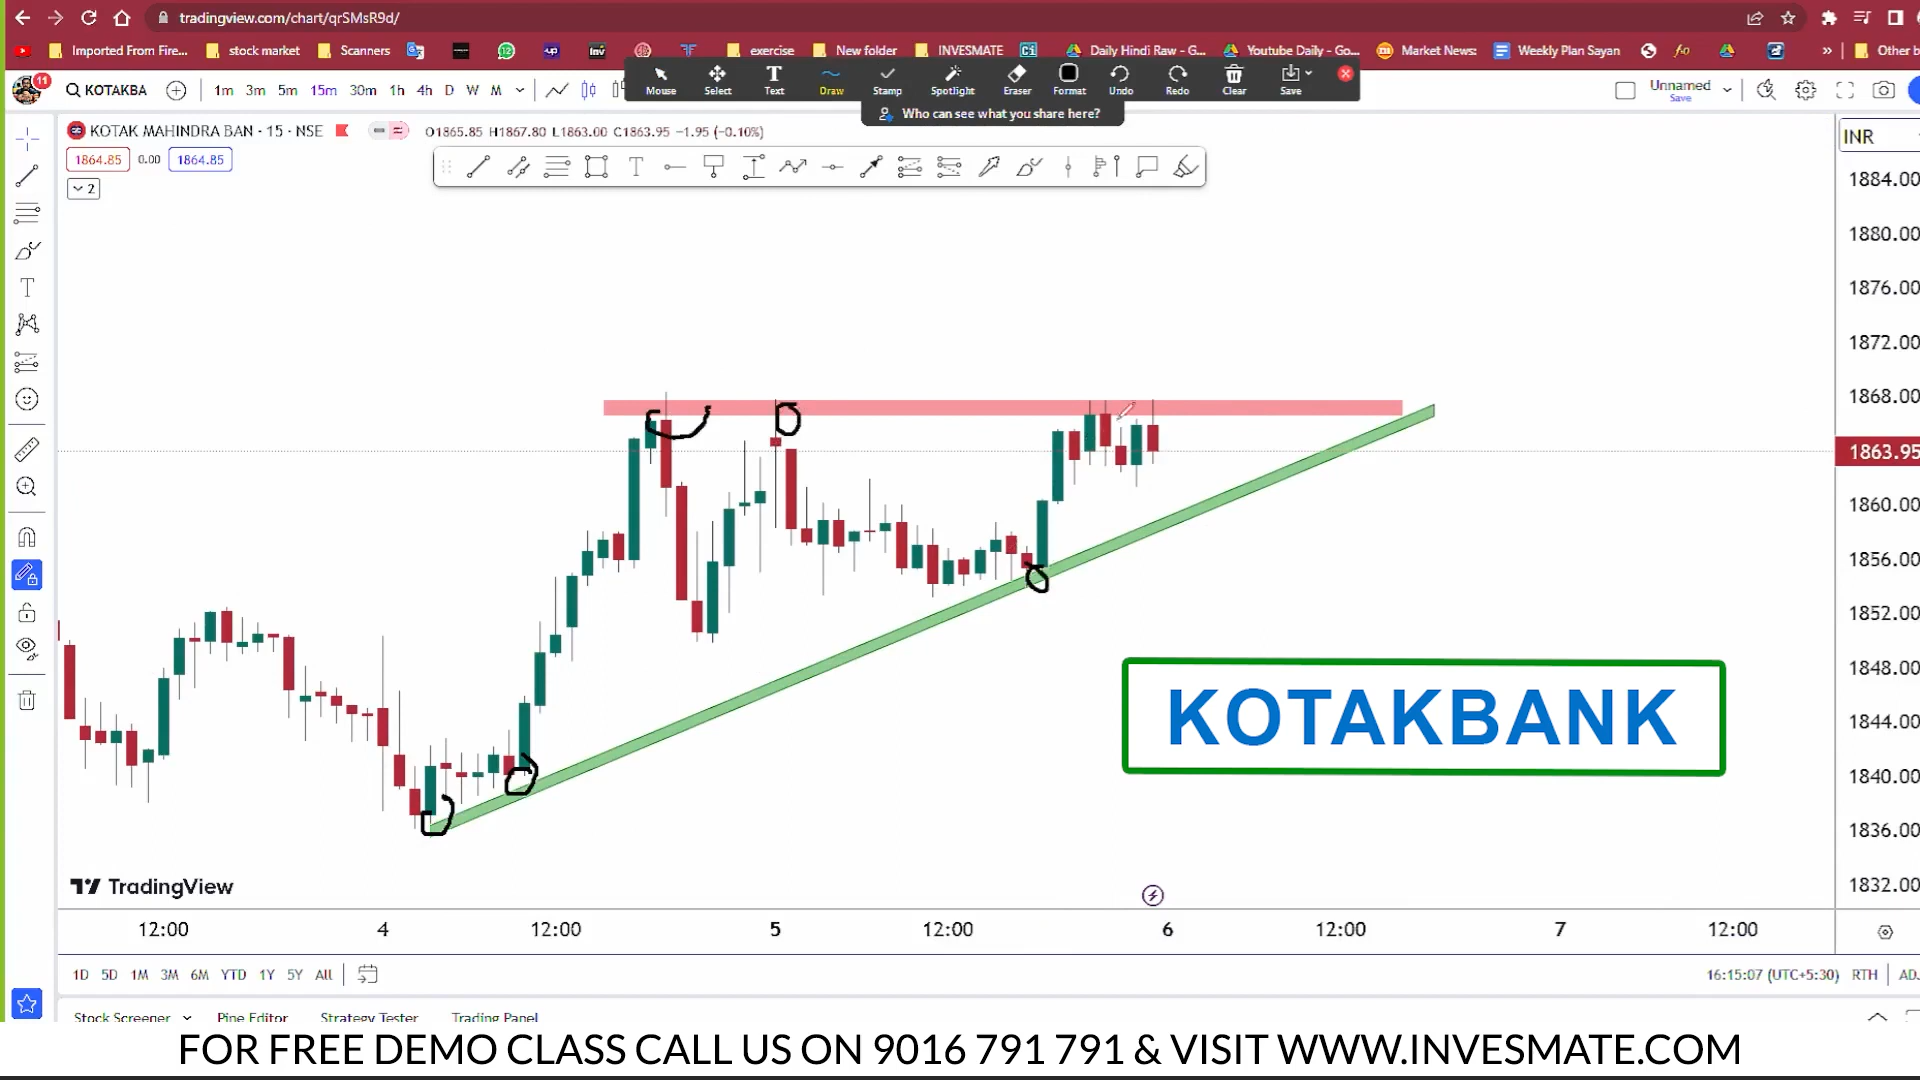 tradingview.com/chart/qrSMsR9d/
Imported From Fire... stock market Scanners exercise New folder INVESMATE Daily Hindi Raw - G... Youtube Daily - Go... Market News: Weekly Plan Sayan » Other b
11 KOTAKBA 1m 3m 5m 15m 30m 1h 4h D W M
Mouse Select Text Draw Stamp Spotlight Eraser Format Undo Redo Clear Save
Unnamed
Save
Who can see what you share here?
KOTAK MAHINDRA BAN · 15 · NSE O1865.85 H1867.80 L1863.00 C1863.95 −1.95 (−0.10%)
INR
1864.85 0.00 1864.85
2
1884.00
1880.00
1876.00
1872.00
1868.00
1863.95
1860.00
1856.00
1852.00
1848.00
1844.00
1840.00
1836.00
1832.00
KOTAKBANK
TradingView
12:00 4 12:00 5 12:00 6 12:00 7 12:00
1D 5D 1M 3M 6M YTD 1Y 5Y All 16:15:07 (UTC+5:30) RTH ADJ
Stock Screener Pine Editor Strategy Tester Trading Panel
FOR FREE DEMO CLASS CALL US ON 9016 791 791 & VISIT WWW.INVESMATE.COM